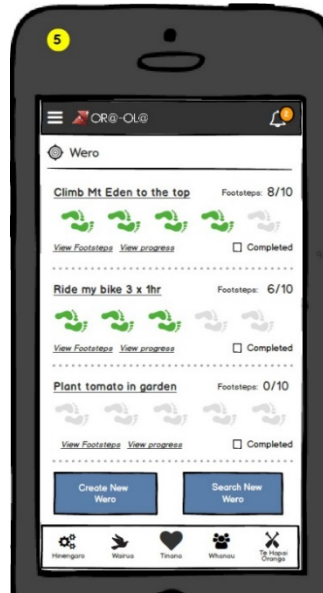 5
OR@-OL@
2
Wero
Climb Mt Eden to the top Footsteps: 8/10
View Footsteps View progress Completed
Ride my bike 3 x 1hr Footsteps: 6/10
View Footsteps View progress Completed
Plant tomato in garden Footsteps: 0/10
View Footsteps View progress Completed
Create New
Wero
Search New
Wero
Hinengaro Wairua Tinana Whanau Te Hapai
Oranga